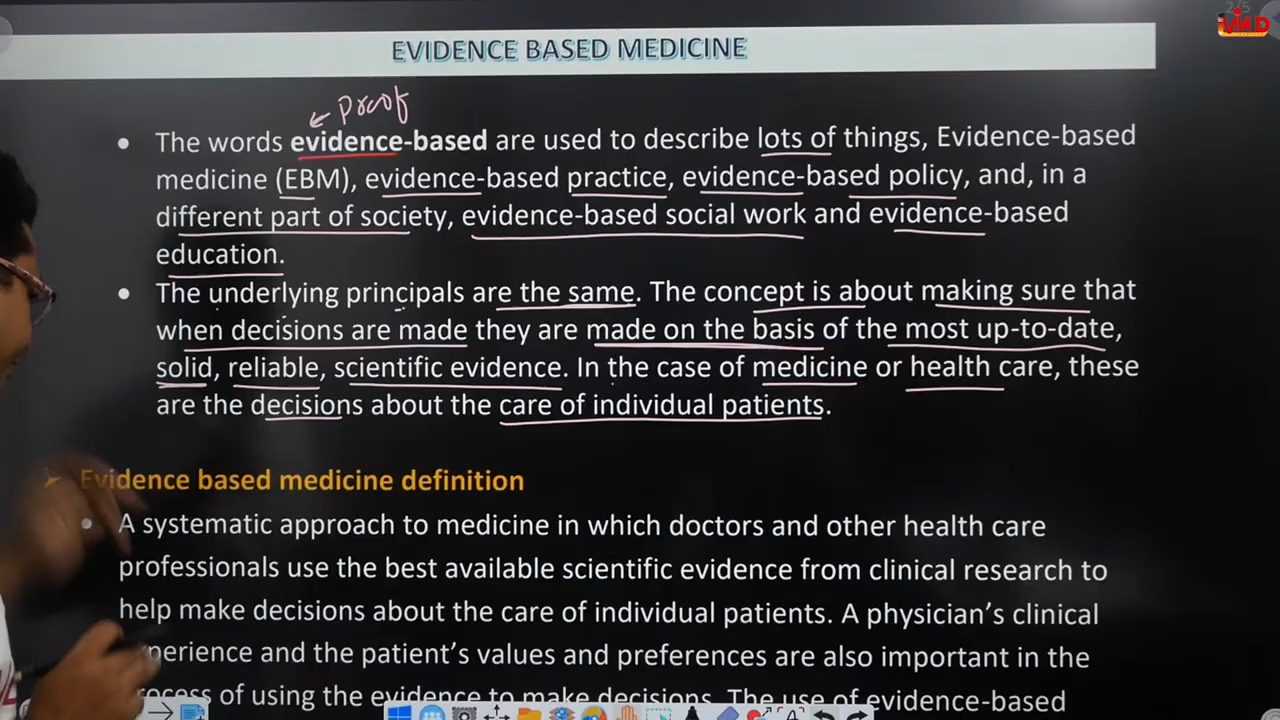 2/5
iVND
EVIDENCE BASED MEDICINE
← Proof
The words evidence-based are used to describe lots of things, Evidence-based
medicine (EBM), evidence-based practice, evidence-based policy, and, in a
different part of society, evidence-based social work and evidence-based
education.
The underlying principals are the same. The concept is about making sure that
when decisions are made they are made on the basis of the most up-to-date,
solid, reliable, scientific evidence. In the case of medicine or health care, these
are the decisions about the care of individual patients.
Evidence based medicine definition
A systematic approach to medicine in which doctors and other health care
professionals use the best available scientific evidence from clinical research to
help make decisions about the care of individual patients. A physician's clinical
perience and the patient's values and preferences are also important in the
rocess of using the evidence to make decisions. The use of evidence-based